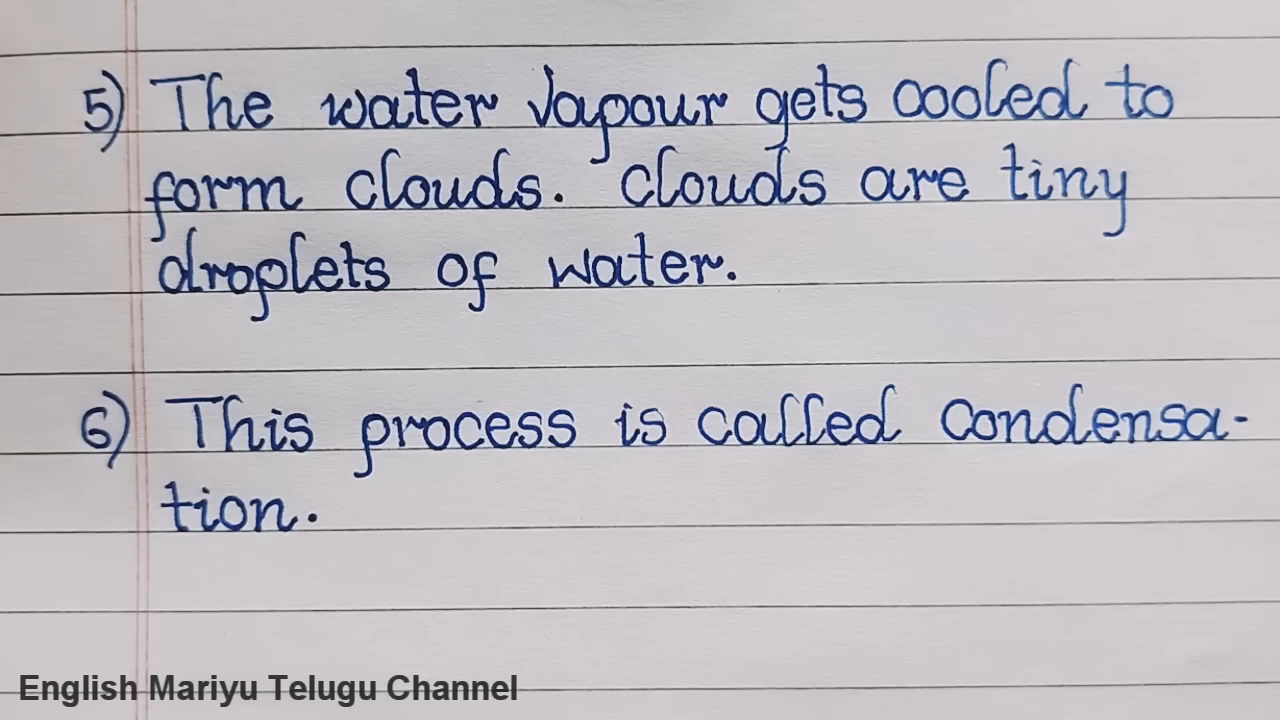 5) The water vapour gets cooled to
form clouds. Clouds are tiny
droplets of water.
6) This process is called Condensa-
tion.
English Mariyu Telugu Channel